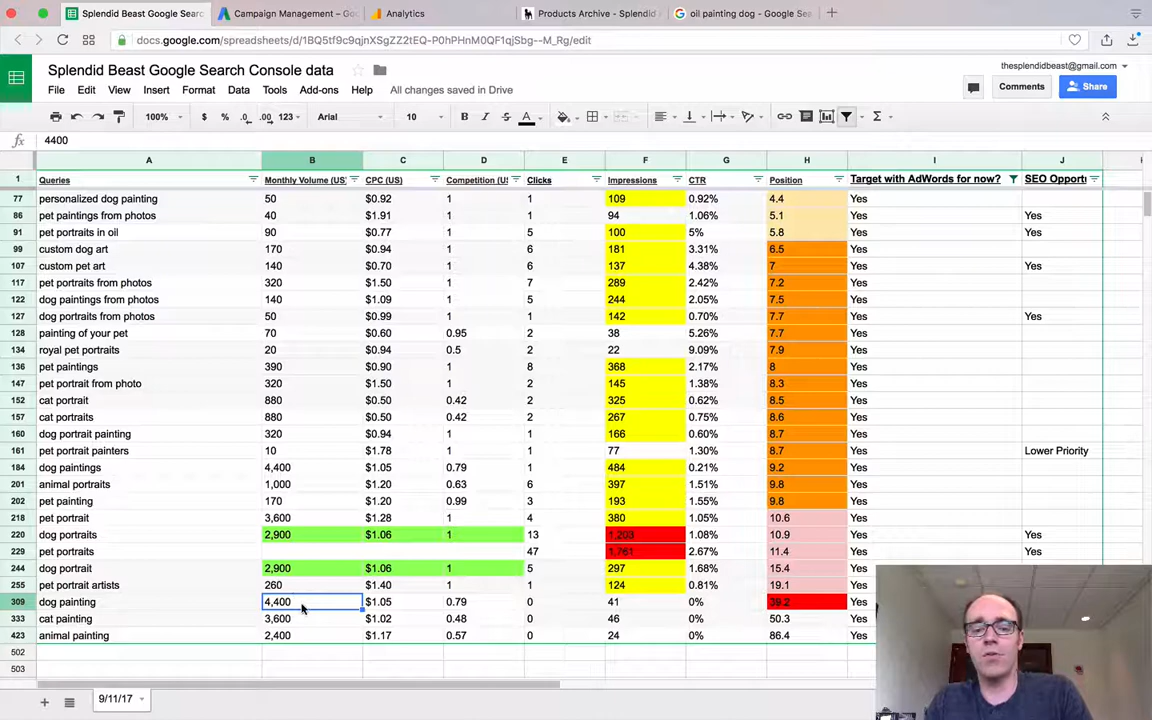 Splendid Beast Google Search Consol
Campaign Management – Goo
Analytics
Products Archive - Splendid
oil painting dog - Google Sea
docs.google.com/spreadsheets/d/1BQ5tf9c9qjnXSgZZ2tEQ-P0hPHnM0QF1qjSbg--M_Rg/edit
Splendid Beast Google Search Console data
thesplendidbeast@gmail.com
File Edit View Insert Format Data Tools Add-ons Help All changes saved in Drive
Comments Share
100% $ % .0 .00 123 Arial 10 B I S A
fx 4400
A B C D E F G H I J
1 Queries Monthly Volume (US) CPC (US) Competition (U Clicks Impressions CTR Position Target with AdWords for now? SEO Opport
77 personalized dog painting 50 $0.92 1 1 109 0.92% 4.4 Yes
86 pet paintings from photos 40 $1.91 1 1 94 1.06% 5.1 Yes Yes
91 pet portraits in oil 90 $0.77 1 5 100 5% 5.8 Yes Yes
99 custom dog art 170 $0.94 1 6 181 3.31% 6.5 Yes
107 custom pet art 140 $0.70 1 6 137 4.38% 7 Yes Yes
117 pet portraits from photos 320 $1.50 1 7 289 2.42% 7.2 Yes
122 dog paintings from photos 140 $1.09 1 5 244 2.05% 7.5 Yes
127 dog portraits from photos 50 $0.99 1 1 142 0.70% 7.7 Yes Yes
128 painting of your pet 70 $0.60 0.95 2 38 5.26% 7.7 Yes
134 royal pet portraits 20 $0.94 0.5 2 22 9.09% 7.9 Yes
136 pet paintings 390 $0.90 1 8 368 2.17% 8 Yes
147 pet portrait from photo 320 $1.50 1 2 145 1.38% 8.3 Yes
152 cat portrait 880 $0.50 0.42 2 325 0.62% 8.5 Yes
157 cat portraits 880 $0.50 0.42 2 267 0.75% 8.6 Yes
160 dog portrait painting 320 $0.94 1 1 166 0.60% 8.7 Yes
161 pet portrait painters 10 $1.78 1 1 77 1.30% 8.7 Yes Lower Priority
184 dog paintings 4,400 $1.05 0.79 1 484 0.21% 9.2 Yes
201 animal portraits 1,000 $1.20 0.63 6 397 1.51% 9.8 Yes
202 pet painting 170 $1.20 0.99 3 193 1.55% 9.8 Yes
218 pet portrait 3,600 $1.28 1 4 380 1.05% 10.6 Yes
220 dog portraits 2,900 $1.06 1 13 1,203 1.08% 10.9 Yes Yes
229 pet portraits 47 1,761 2.67% 11.4 Yes Yes
244 dog portrait 2,900 $1.06 1 5 297 1.68% 15.4 Yes
255 pet portrait artists 260 $1.40 1 1 124 0.81% 19.1 Yes
309 dog painting 4,400 $1.05 0.79 0 41 0% 39.2 Yes
333 cat painting 3,600 $1.02 0.48 0 46 0% 50.3 Yes
423 animal painting 2,400 $1.17 0.57 0 24 0% 86.4 Yes
502
503
9/11/17